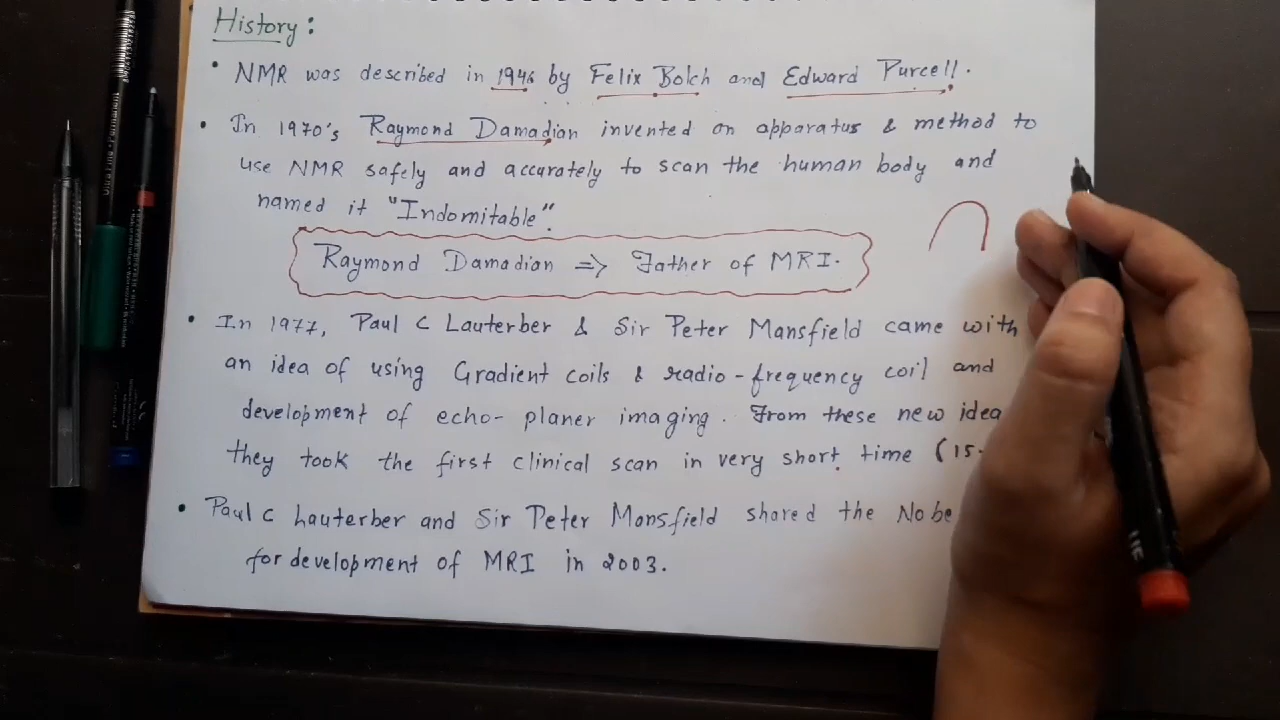 History :
• NMR was described in 1946 by Felix Bolch and Edward Purcell.
• In 1970's Raymond Damadian invented an apparatus & method to
use NMR safely and accurately to scan the human body and
named it "Indomitable".
Raymond Damadian => Father of MRI.
• In 1977, Paul C Lauterber & Sir Peter Mansfield came with
an idea of using Gradient coils & radio-frequency coil and
development of echo-planer imaging. From these new idea
they took the first clinical scan in very short time (15-
• Paul C Lauterber and Sir Peter Mansfield shared the Nobe
for development of MRI in 2003.